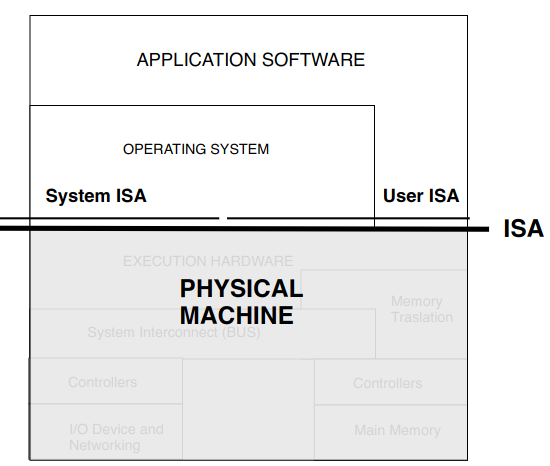 APPLICATION SOFTWARE
OPERATING SYSTEM
System ISA
User ISA
ISA
EXECUTION HARDWARE
PHYSICAL
MACHINE
Memory
Traslation
System Interconnect (BUS)
Controllers
Controllers
I/O Device and
Networking
Main Memory